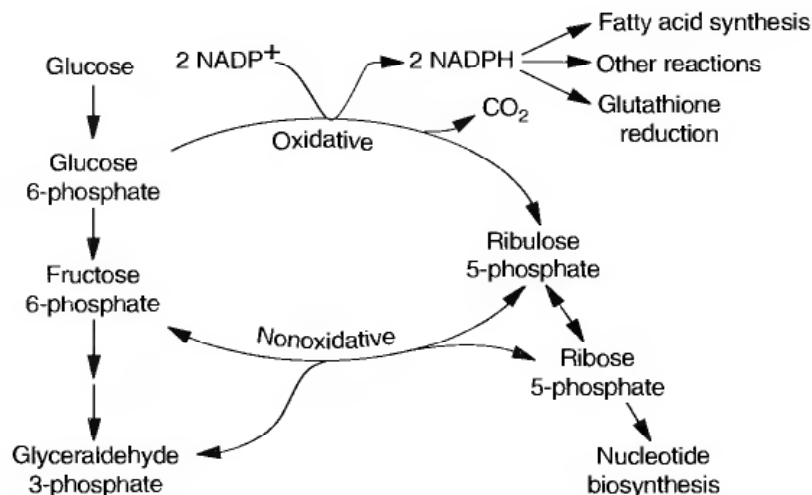 Glucose
2 NADP+
2 NADPH
Fatty acid synthesis
Other reactions
Glutathione
reduction
CO2
Oxidative
Glucose
6-phosphate
Ribulose
5-phosphate
Fructose
6-phosphate
Nonoxidative
Ribose
5-phosphate
Glyceraldehyde
3-phosphate
Nucleotide
biosynthesis